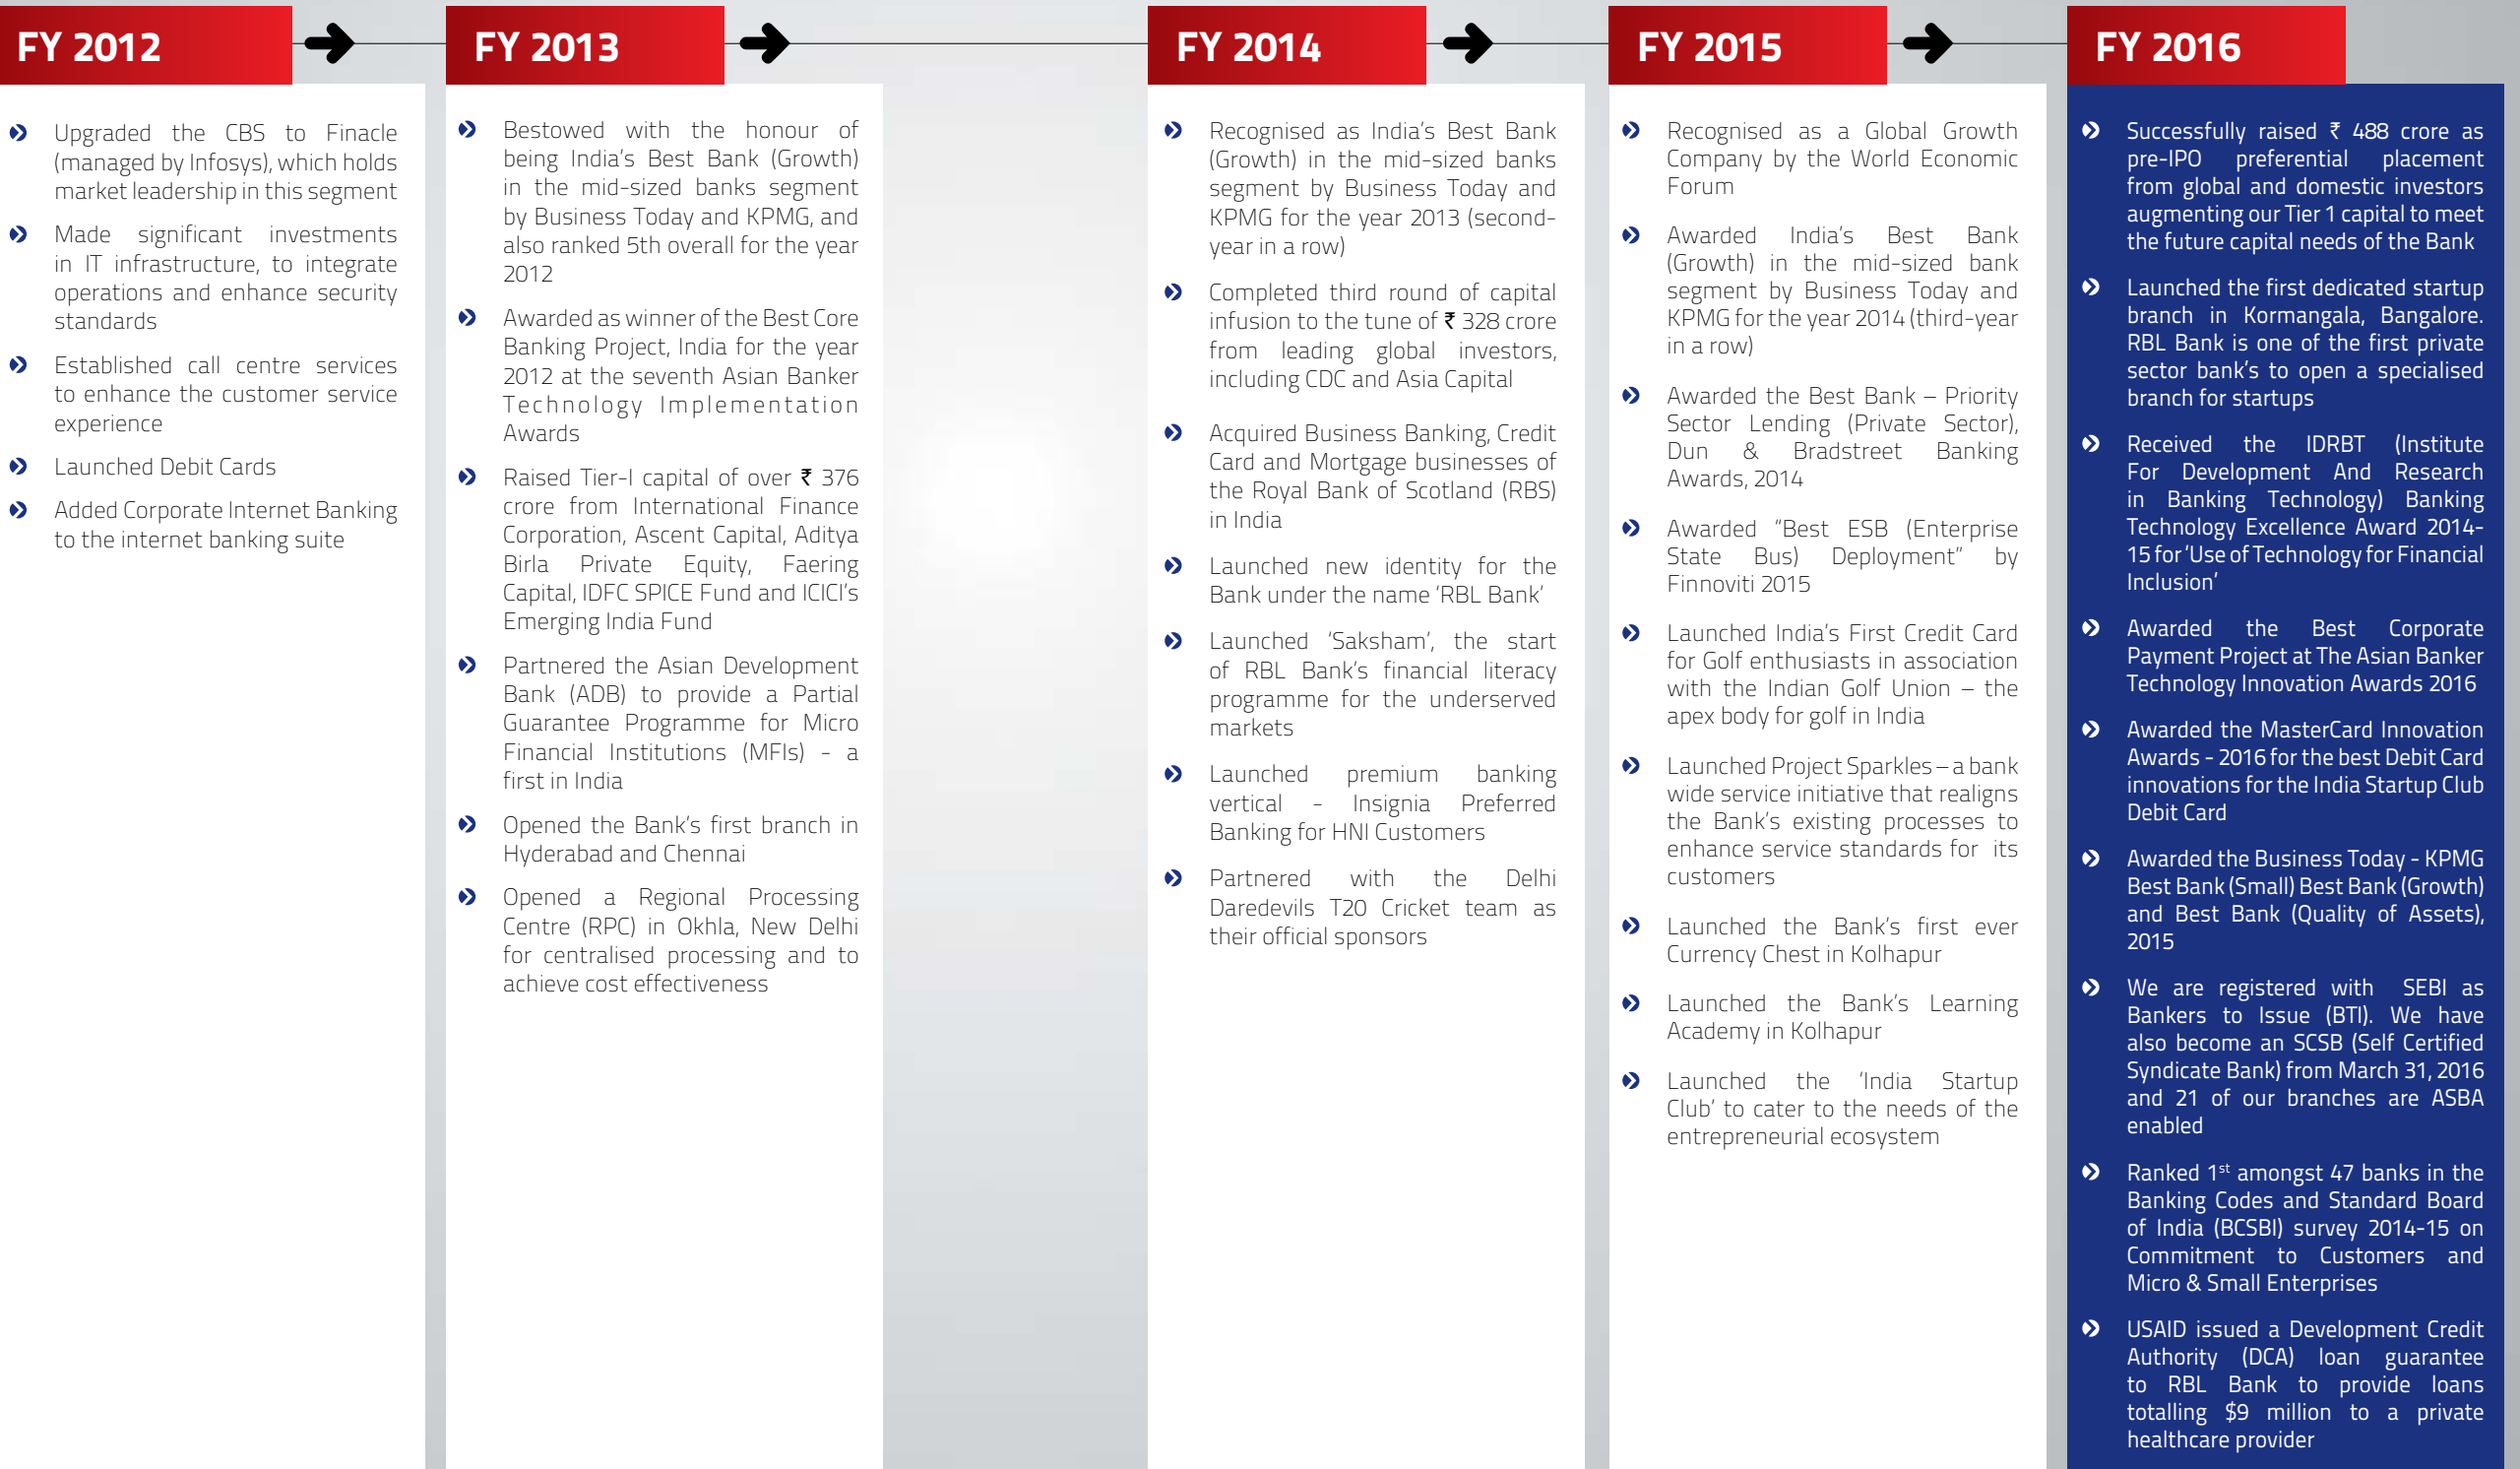 FY 2012
Upgraded the CBS to Finacle
(managed by Infosys), which holds
market leadership in this segment
Made significant investments
in IT infrastructure, to integrate
operations and enhance security
standards
Established call centre services
to enhance the customer service
experience
Launched Debit Cards
Added Corporate Internet Banking
to the internet banking suite
FY 2013
Bestowed with the honour of
being India's Best Bank (Growth)
in the mid-sized banks segment
by Business Today and KPMG, and
also ranked 5th overall for the year
2012
Awarded as winner of the Best Core
Banking Project, India for the year
2012 at the seventh Asian Banker
Technology Implementation
Awards
Raised Tier-I capital of over ₹ 376
crore from International Finance
Corporation, Ascent Capital, Aditya
Birla Private Equity, Faering
Capital, IDFC SPICE Fund and ICICI's
Emerging India Fund
Partnered the Asian Development
Bank (ADB) to provide a Partial
Guarantee Programme for Micro
Financial Institutions (MFIs) - a
first in India
Opened the Bank's first branch in
Hyderabad and Chennai
Opened a Regional Processing
Centre (RPC) in Okhla, New Delhi
for centralised processing and to
achieve cost effectiveness
FY 2014
Recognised as India's Best Bank
(Growth) in the mid-sized banks
segment by Business Today and
KPMG for the year 2013 (second-
year in a row)
Completed third round of capital
infusion to the tune of ₹ 328 crore
from leading global investors,
including CDC and Asia Capital
Acquired Business Banking, Credit
Card and Mortgage businesses of
the Royal Bank of Scotland (RBS)
in India
Launched new identity for the
Bank under the name 'RBL Bank'
Launched 'Saksham', the start
of RBL Bank's financial literacy
programme for the underserved
markets
Launched premium banking
vertical - Insignia Preferred
Banking for HNI Customers
Partnered with the Delhi
Daredevils T20 Cricket team as
their official sponsors
FY 2015
Recognised as a Global Growth
Company by the World Economic
Forum
Awarded India's Best Bank
(Growth) in the mid-sized bank
segment by Business Today and
KPMG for the year 2014 (third-year
in a row)
Awarded the Best Bank – Priority
Sector Lending (Private Sector),
Dun & Bradstreet Banking
Awards, 2014
Awarded "Best ESB (Enterprise
State Bus) Deployment" by
Finnoviti 2015
Launched India's First Credit Card
for Golf enthusiasts in association
with the Indian Golf Union – the
apex body for golf in India
Launched Project Sparkles – a bank
wide service initiative that realigns
the Bank's existing processes to
enhance service standards for its
customers
Launched the Bank's first ever
Currency Chest in Kolhapur
Launched the Bank's Learning
Academy in Kolhapur
Launched the 'India Startup
Club' to cater to the needs of the
entrepreneurial ecosystem
FY 2016
Successfully raised ₹ 488 crore as
pre-IPO preferential placement
from global and domestic investors
augmenting our Tier 1 capital to meet
the future capital needs of the Bank
Launched the first dedicated startup
branch in Kormangala, Bangalore.
RBL Bank is one of the first private
sector bank's to open a specialised
branch for startups
Received the IDRBT (Institute
For Development And Research
in Banking Technology) Banking
Technology Excellence Award 2014-
15 for 'Use of Technology for Financial
Inclusion'
Awarded the Best Corporate
Payment Project at The Asian Banker
Technology Innovation Awards 2016
Awarded the MasterCard Innovation
Awards - 2016 for the best Debit Card
innovations for the India Startup Club
Debit Card
Awarded the Business Today - KPMG
Best Bank (Small) Best Bank (Growth)
and Best Bank (Quality of Assets),
2015
We are registered with SEBI as
Bankers to Issue (BTI). We have
also become an SCSB (Self Certified
Syndicate Bank) from March 31, 2016
and 21 of our branches are ASBA
enabled
Ranked 1st amongst 47 banks in the
Banking Codes and Standard Board
of India (BCSBI) survey 2014-15 on
Commitment to Customers and
Micro & Small Enterprises
USAID issued a Development Credit
Authority (DCA) loan guarantee
to RBL Bank to provide loans
totalling $9 million to a private
healthcare provider